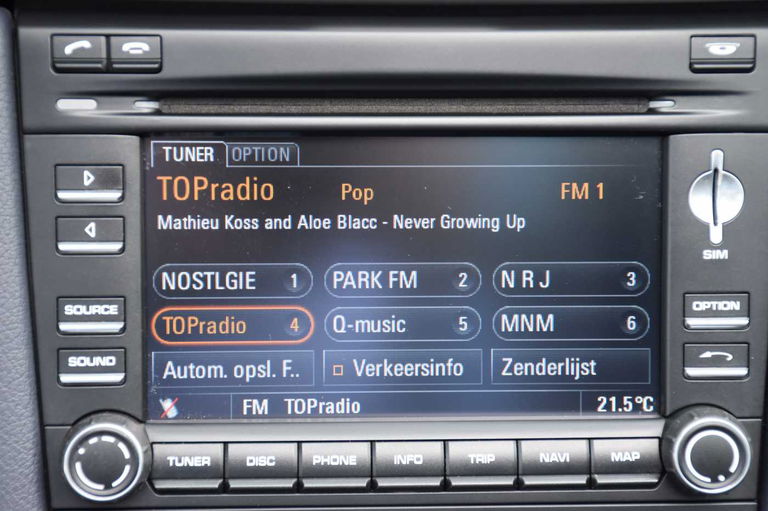 TUNER OPTION
TOPradio Pop FM 1
Mathieu Koss and Aloe Blacc - Never Growing Up
SIM
NOSTLGIE 1 PARK FM 2 N R J 3
SOURCE TOPradio 4 Q-music 5 MNM 6 OPTION
SOUND Autom. opsl. F.. Verkeersinfo Zenderlijst
FM TOPradio 21.5°C
TUNER DISC PHONE INFO TRIP NAVI MAP